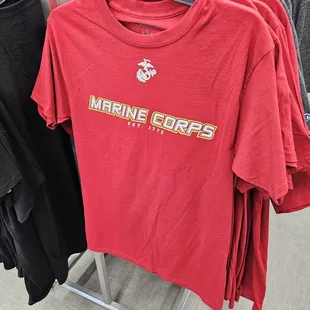 MARINE CORPS
EST. 1775